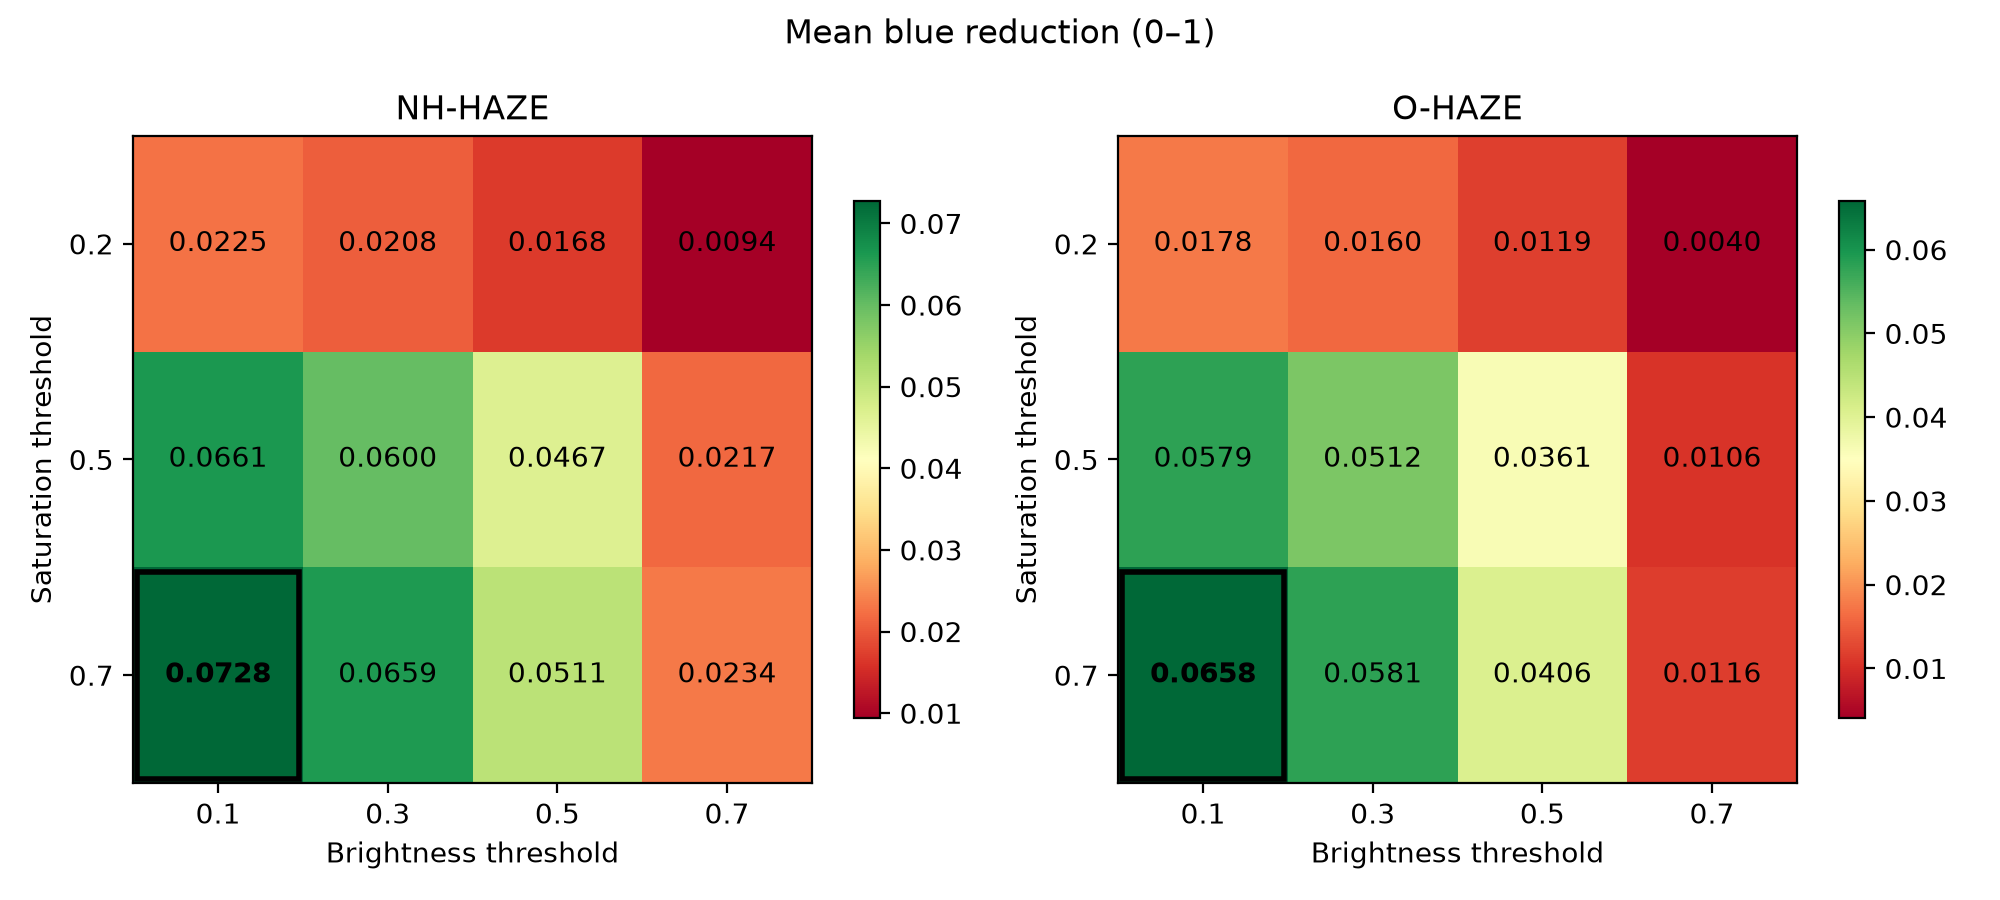 Mean blue reduction (0–1)
NH-HAZE
Saturation threshold
0.2
0.0225 0.0208 0.0168 0.0094
0.5
0.0661 0.0600 0.0467 0.0217
0.7
0.0728 0.0659 0.0511 0.0234
0.1 0.3 0.5 0.7
Brightness threshold
0.07
0.06
0.05
0.04
0.03
0.02
0.01
O-HAZE
Saturation threshold
0.2
0.0178 0.0160 0.0119 0.0040
0.5
0.0579 0.0512 0.0361 0.0106
0.7
0.0658 0.0581 0.0406 0.0116
0.1 0.3 0.5 0.7
Brightness threshold
0.06
0.05
0.04
0.03
0.02
0.01